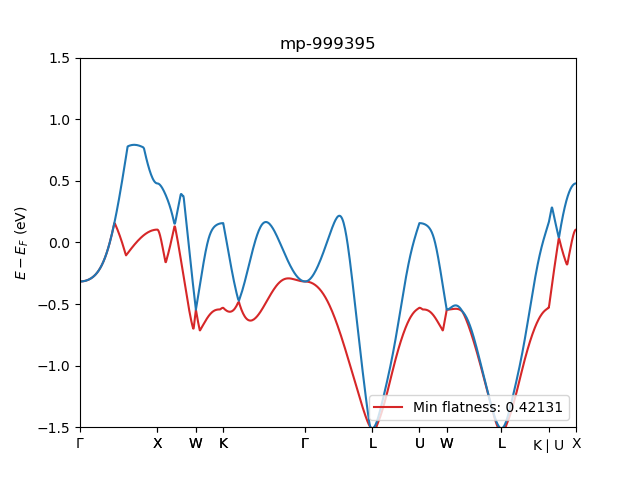 mp-999395
1.5
1.0
0.5
0.0
−0.5
−1.0
−1.5
E − E_F (eV)
Min flatness: 0.42131
Γ X W K Γ L U W L K | U X